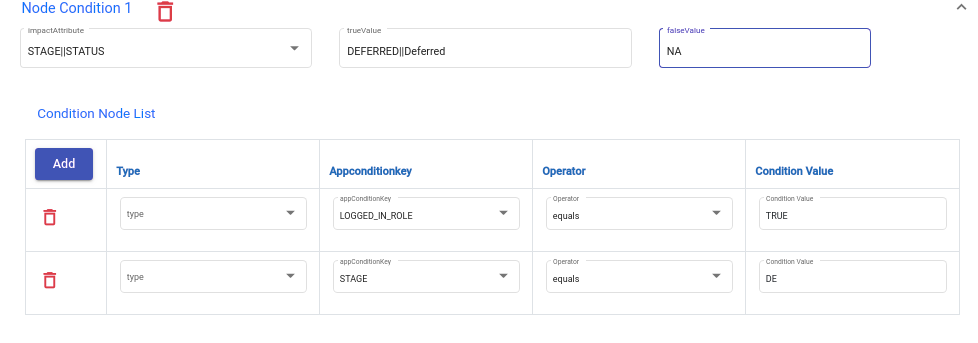 Node Condition 1
impactAttribute
STAGE||STATUS
trueValue
DEFERRED||Deferred
falseValue
NA
Condition Node List
Add
Type
Appconditionkey
Operator
Condition Value
type
appConditionKey
LOGGED_IN_ROLE
Operator
equals
Condition Value
TRUE
type
appConditionKey
STAGE
Operator
equals
Condition Value
DE